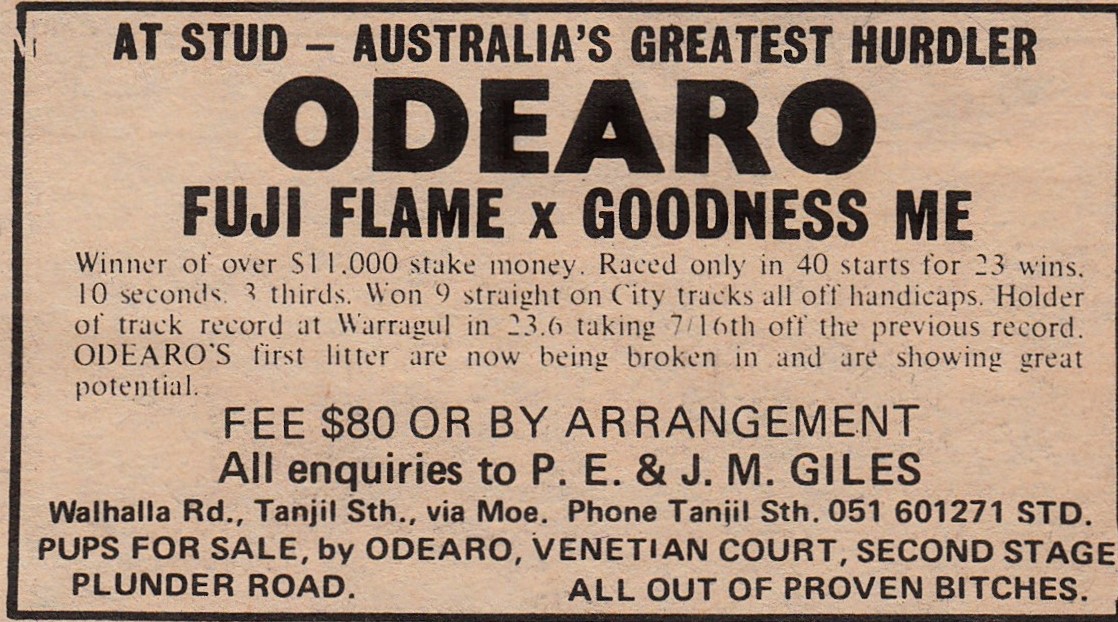 AT STUD – AUSTRALIA'S GREATEST HURDLER
ODEARO
FUJI FLAME x GOODNESS ME
Winner of over $11,000 stake money. Raced only in 40 starts for 23 wins.
10 seconds. 3 thirds. Won 9 straight on City tracks all off handicaps. Holder
of track record at Warragul in 23.6 taking 7/16th off the previous record.
ODEARO'S first litter are now being broken in and are showing great
potential.
FEE $80 OR BY ARRANGEMENT
All enquiries to P. E. & J. M. GILES
Walhalla Rd., Tanjil Sth., via Moe. Phone Tanjil Sth. 051 601271 STD.
PUPS FOR SALE, by ODEARO, VENETIAN COURT, SECOND STAGE
PLUNDER ROAD. ALL OUT OF PROVEN BITCHES.